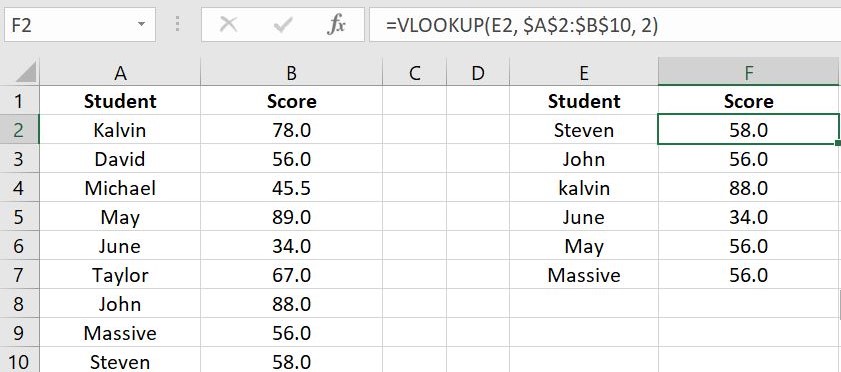 F2 fx =VLOOKUP(E2, $A$2:$B$10, 2)
A B C D E F
1 Student Score Student Score
2 Kalvin 78.0 Steven 58.0
3 David 56.0 John 56.0
4 Michael 45.5 kalvin 88.0
5 May 89.0 June 34.0
6 June 34.0 May 56.0
7 Taylor 67.0 Massive 56.0
8 John 88.0
9 Massive 56.0
10 Steven 58.0